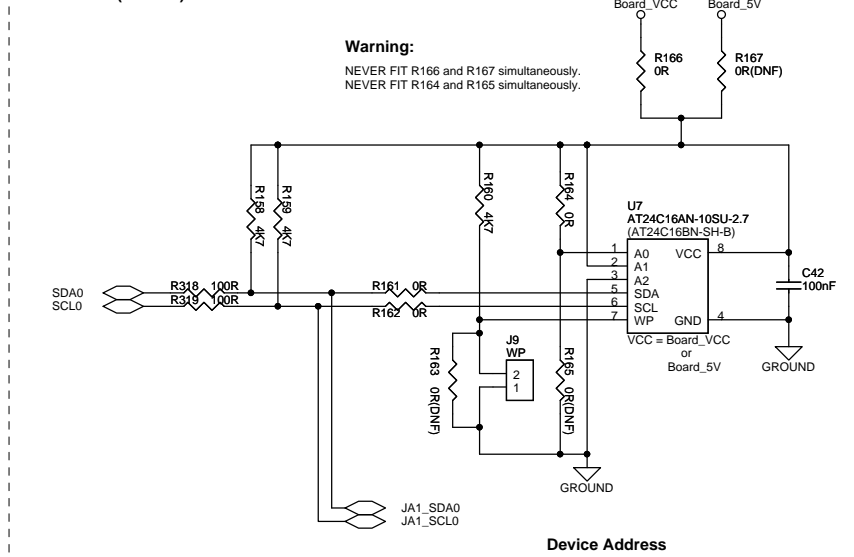 Board_VCC
Board_5V
Warning:
NEVER FIT R166 and R167 simultaneously.
NEVER FIT R164 and R165 simultaneously.
R166
0R
R167
0R(DNF)
R158
4K7
R159
4K7
R160
4K7
R164
0R
U7
AT24C16AN-10SU-2.7
(AT24C16BN-SH-B)
1 A0 VCC 8
2 A1
3 A2
5 SDA
6 SCL
7 WP GND 4
VCC = Board_VCC
or
Board_5V
C42
100nF
GROUND
SDA0
SCL0
R318 100R
R319 100R
R161 0R
R162 0R
R163
0R(DNF)
J9
WP
2
1
R165
0R(DNF)
GROUND
JA1_SDA0
JA1_SCL0
Device Address